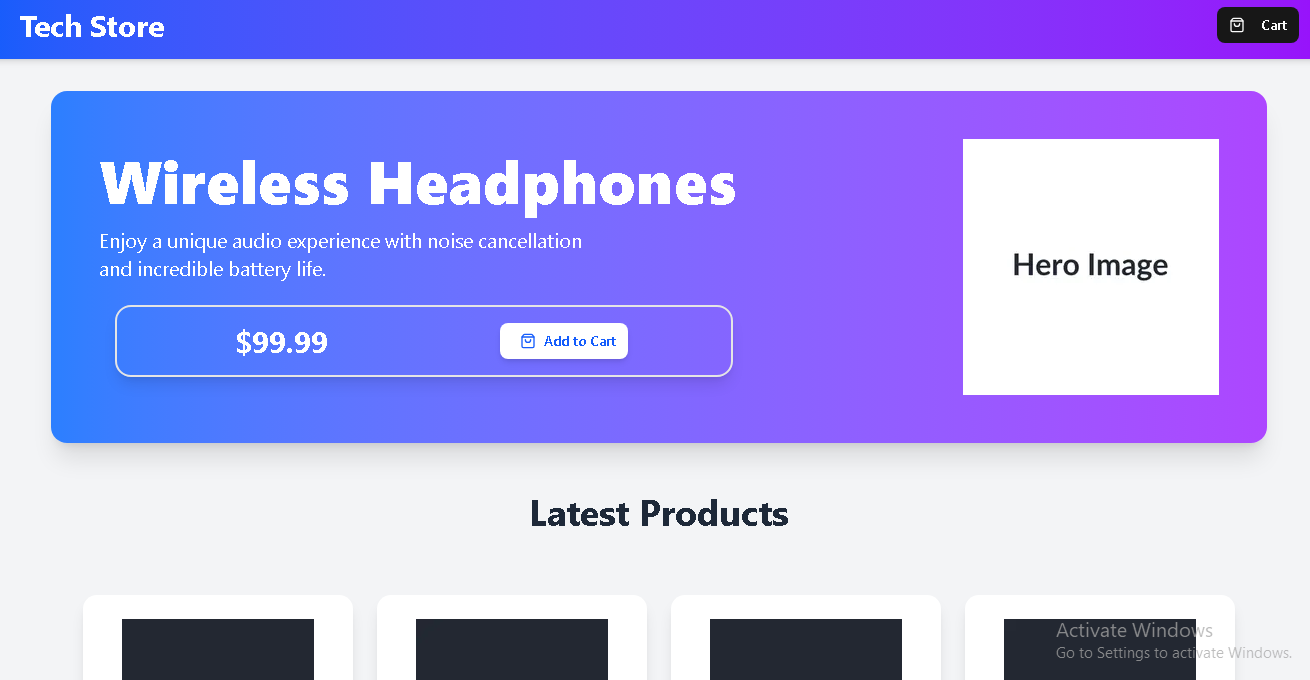 Tech Store
Cart
Wireless Headphones
Enjoy a unique audio experience with noise cancellation
and incredible battery life.
Hero Image
$99.99
Add to Cart
Latest Products
Activate Windows
Go to Settings to activate Windows.